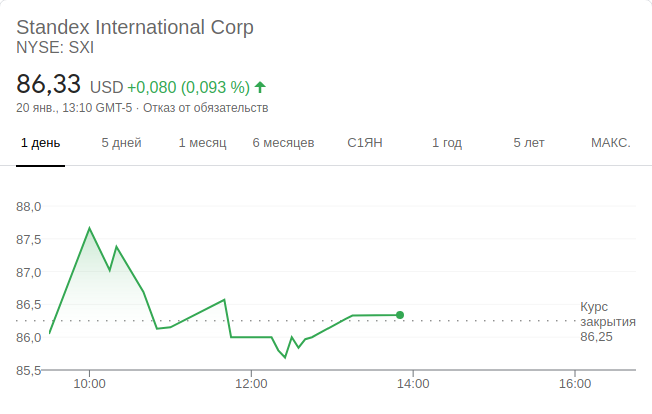 Standex International Corp
NYSE: SXI
86,33 USD +0,080 (0,093 %)
20 янв., 13:10 GMT-5 · Отказ от обязательств
1 день 5 дней 1 месяц 6 месяцев С1ЯН 1 год 5 лет МАКС.
88,0
87,5
87,0
86,5
86,0
85,5
Курс
закрытия
86,25
10:00 12:00 14:00 16:00